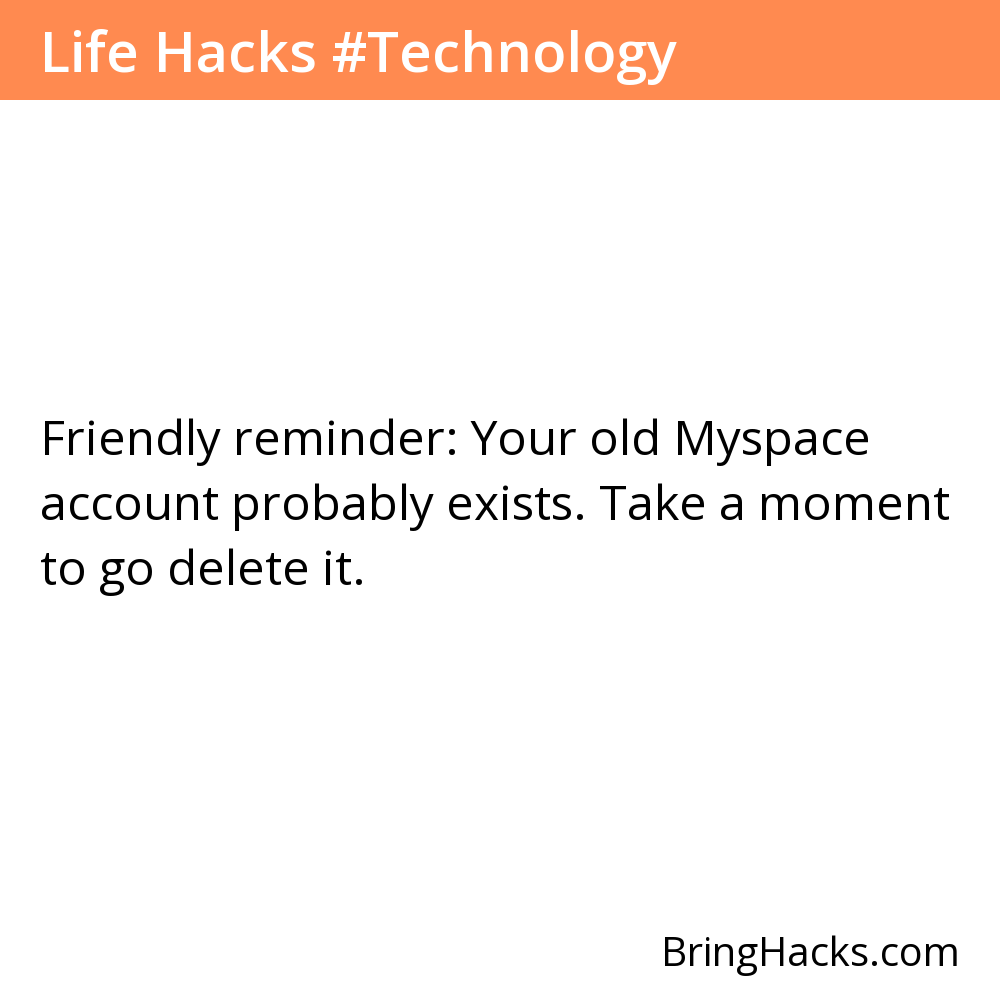 Life Hacks #Technology
Friendly reminder: Your old Myspace
account probably exists. Take a moment
to go delete it.
BringHacks.com